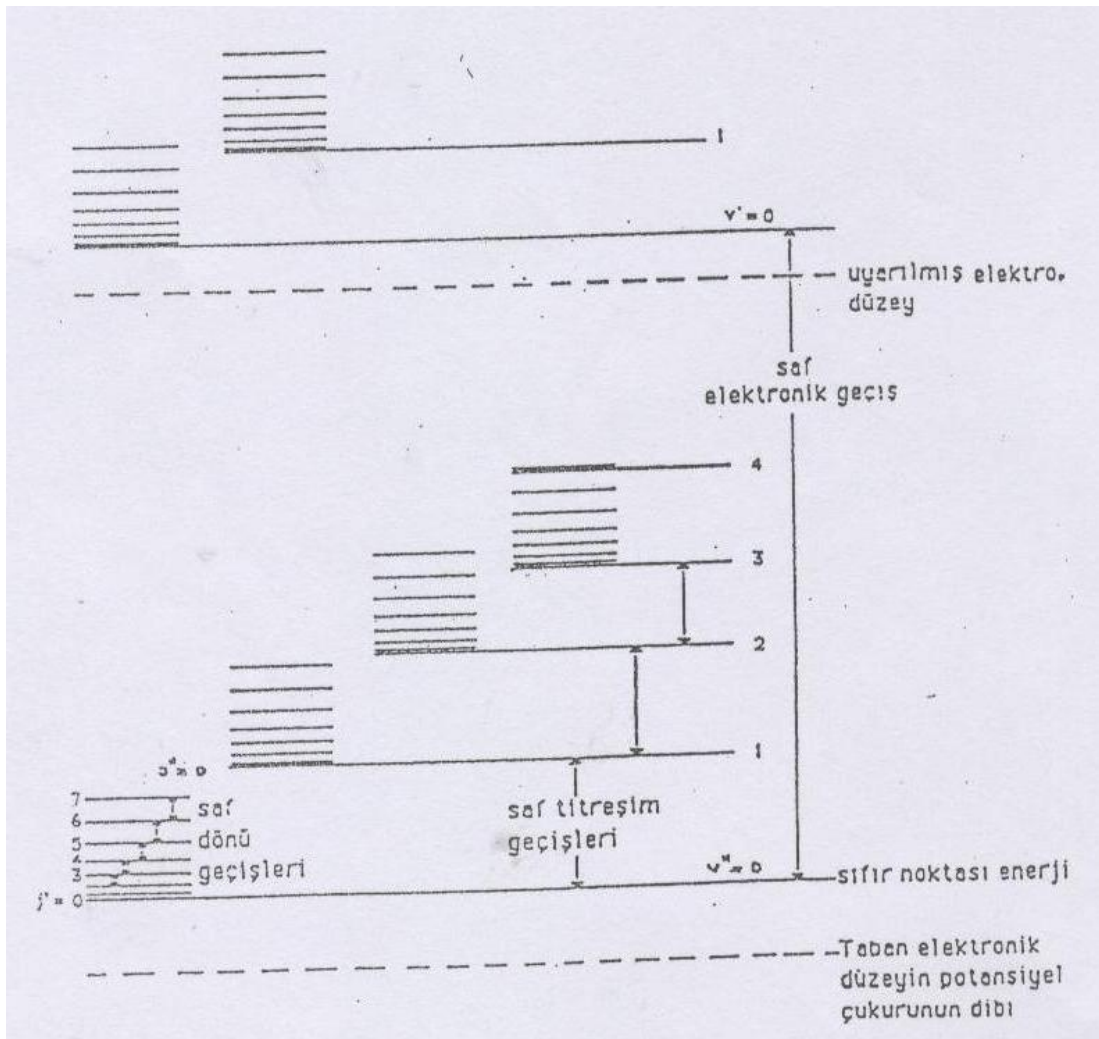 1
v' = 0
uyarılmış elektro.
düzey
saf
elektronik geçış
4
3
2
1
J" = 0
7
6
5
4
3
j" = 0
saf
dönü
geçişleri
saf titreşim
geçişleri
v" = 0
sıfır noktası enerji
Taban elektronik
düzeyin potansiyel
çukurunun dibi